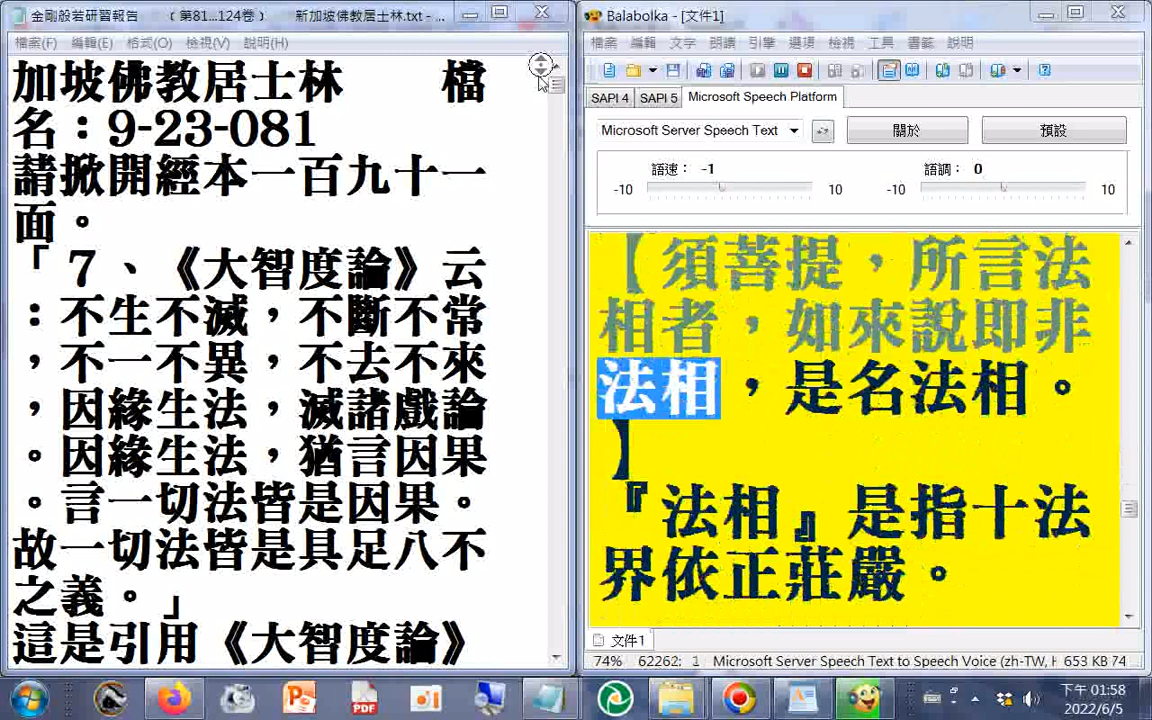 金剛般若研習報告　（第81...124卷）　新加坡佛教居士林.txt - ...
檔案(F) 編輯(E) 格式(O) 檢視(V) 說明(H)
加坡佛教居士林　　檔
名：9-23-081
請掀開經本一百九十一
面。
「７、《大智度論》云
：不生不滅，不斷不常
，不一不異，不去不來
，因緣生法，滅諸戲論
。因緣生法，猶言因果
。言一切法皆是因果。
故一切法皆是具足八不
之義。」
這是引用《大智度論》
Balabolka - [文件1]
檔案 編輯 文字 朗讀 引擎 選項 檢視 工具 書籤 說明
SAPI 4 SAPI 5 Microsoft Speech Platform
Microsoft Server Speech Text 關於 預設
語速： -1 語調： 0
-10 10 -10 10
【須菩提，所言法
相者，如來說即非
法相，是名法相。
】
『法相』是指十法
界依正莊嚴。
文件1
74% 62262: 1 Microsoft Server Speech Text to Speech Voice (zh-TW, H 653 KB 74
PDF
下午 01:58
2022/6/5